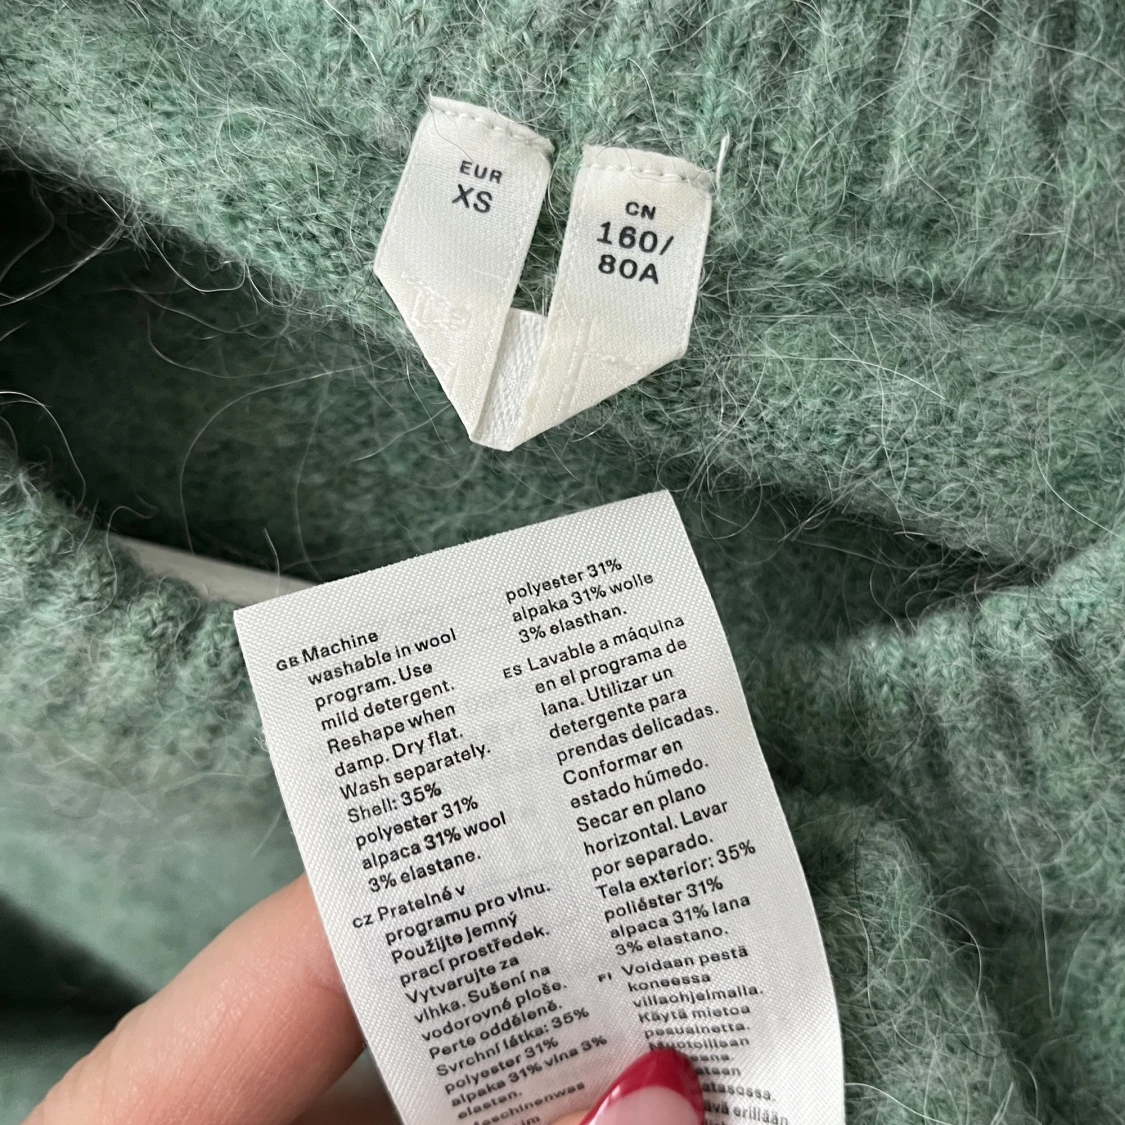 EUR
XS
CN
160/
80A
GB Machine
washable in wool
program. Use
mild detergent.
Reshape when
damp. Dry flat.
Wash separately.
Shell: 35%
polyester 31%
alpaca 31% wool
3% elastane.
CZ Pratelné v
programu pro vlnu.
Použijte jemný
prací prostředek.
Vytvarujte za
vlhka. Sušení na
vodorovné ploše.
Perte odděleně.
Svrchní látka: 35%
polyester 31%
alpaka 31% vlna 3%
elastan.
polyester 31%
alpaka 31% wolle
3% elasthan.
ES Lavable a máquina
en el programa de
lana. Utilizar un
detergente para
prendas delicadas.
Conformar en
estado húmedo.
Secar en plano
horizontal. Lavar
por separado.
Tela exterior: 35%
poliéster 31%
alpaca 31% lana
3% elastano.
FI Voidaan pestä
koneessa
villaohjelmalla.
Käytä mietoa
pesuainetta.
Muotoillaan